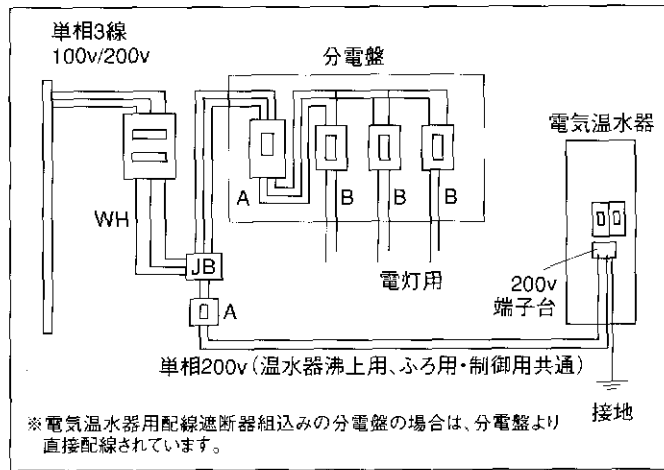 単相3線
100v/200v
分電盤
電気温水器
A
B
B
B
WH
JB
電灯用
200v
端子台
A
単相200v(温水器沸上用、ふろ用・制御用共通)
接地
※電気温水器用配線遮断器組込みの分電盤の場合は、分電盤より
直接配線されています。